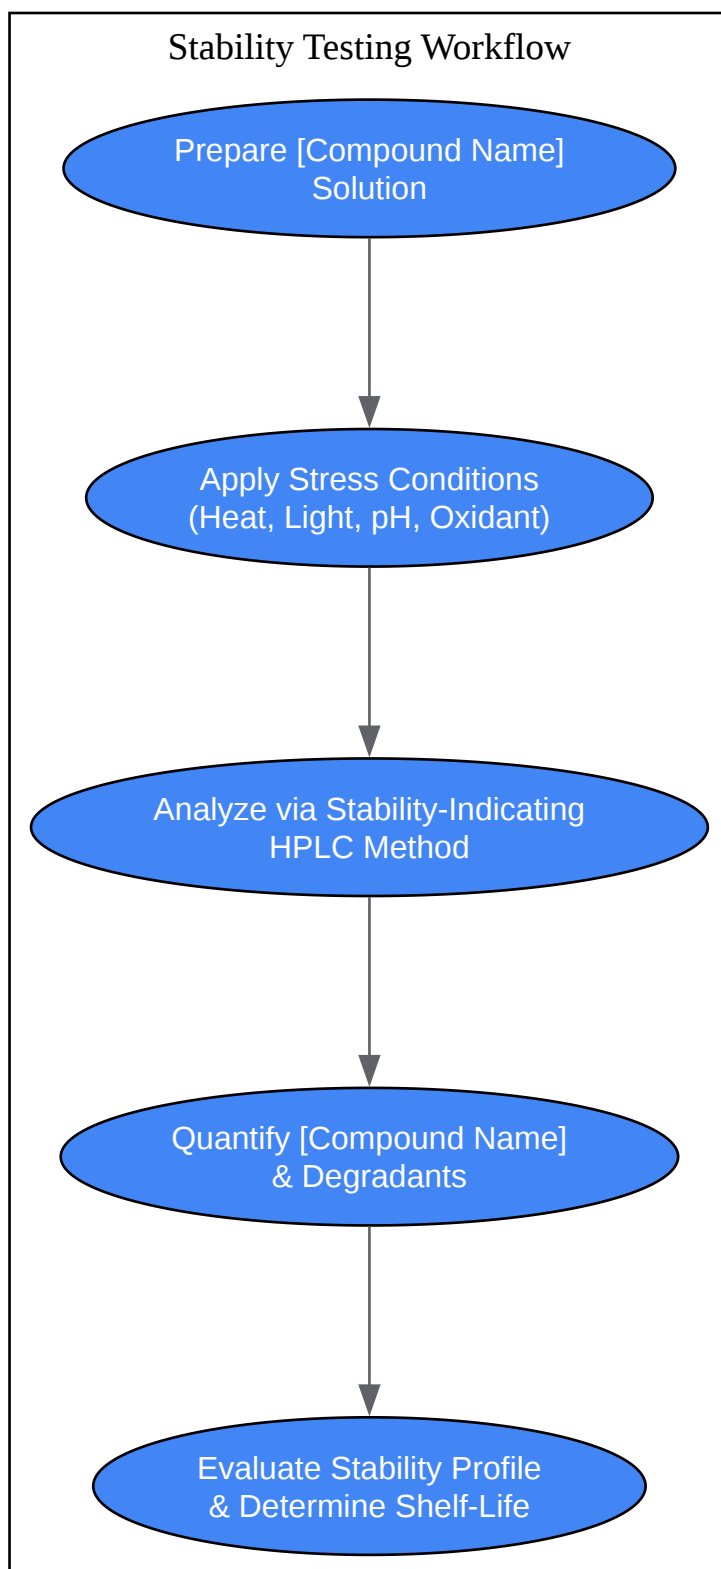 Stability Testing Workflow
Prepare [Compound Name]
Solution
Apply Stress Conditions
(Heat, Light, pH, Oxidant)
Analyze via Stability-Indicating
HPLC Method
Quantify [Compound Name]
& Degradants
Evaluate Stability Profile
& Determine Shelf-Life